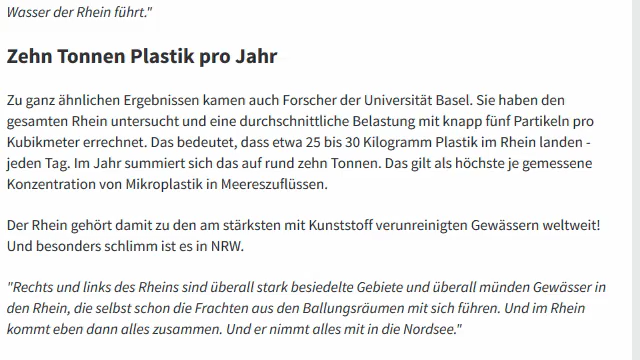 Wasser der Rhein führt."
Zehn Tonnen Plastik pro Jahr
Zu ganz ähnlichen Ergebnissen kamen auch Forscher der Universität Basel. Sie haben den
gesamten Rhein untersucht und eine durchschnittliche Belastung mit knapp fünf Partikeln pro
Kubikmeter errechnet. Das bedeutet, dass etwa 25 bis 30 Kilogramm Plastik im Rhein landen -
jeden Tag. Im Jahr summiert sich das auf rund zehn Tonnen. Das gilt als höchste je gemessene
Konzentration von Mikroplastik in Meereszuflüssen.
Der Rhein gehört damit zu den am stärksten mit Kunststoff verunreinigten Gewässern weltweit!
Und besonders schlimm ist es in NRW.
"Rechts und links des Rheins sind überall stark besiedelte Gebiete und überall münden Gewässer in
den Rhein, die selbst schon die Frachten aus den Ballungsräumen mit sich führen. Und im Rhein
kommt eben dann alles zusammen. Und er nimmt alles mit in die Nordsee."